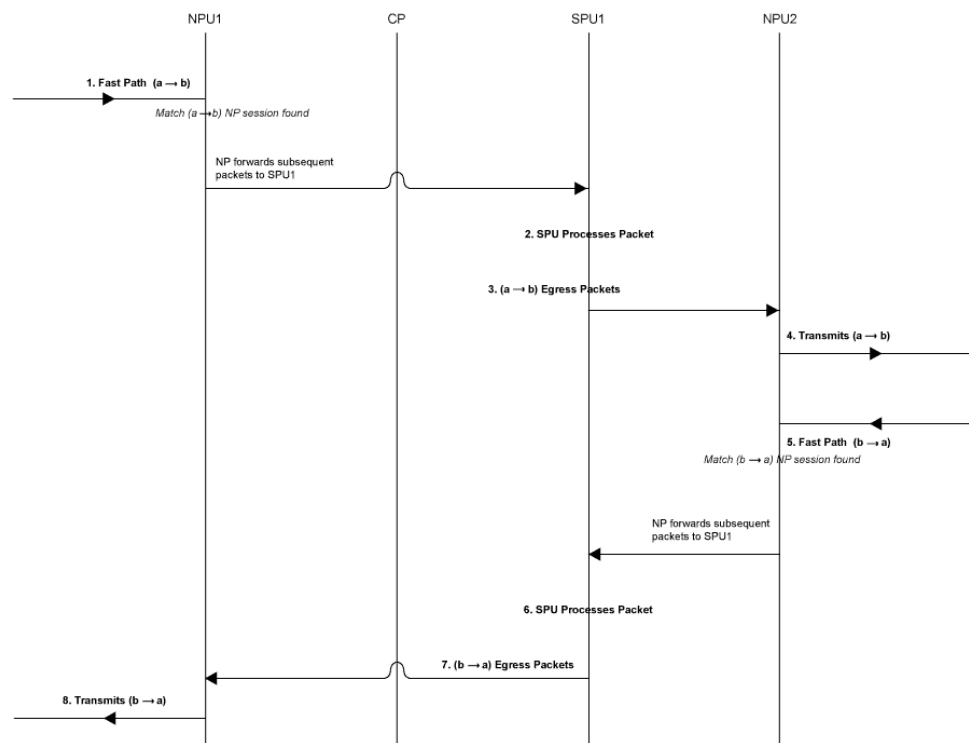 NPU1 CP SPU1 NPU2
1. Fast Path (a → b)
Match (a → b) NP session found
NP forwards subsequent
packets to SPU1
2. SPU Processes Packet
3. (a → b) Egress Packets
4. Transmits (a → b)
5. Fast Path (b → a)
Match (b → a) NP session found
NP forwards subsequent
packets to SPU1
6. SPU Processes Packet
7. (b → a) Egress Packets
8. Transmits (b → a)